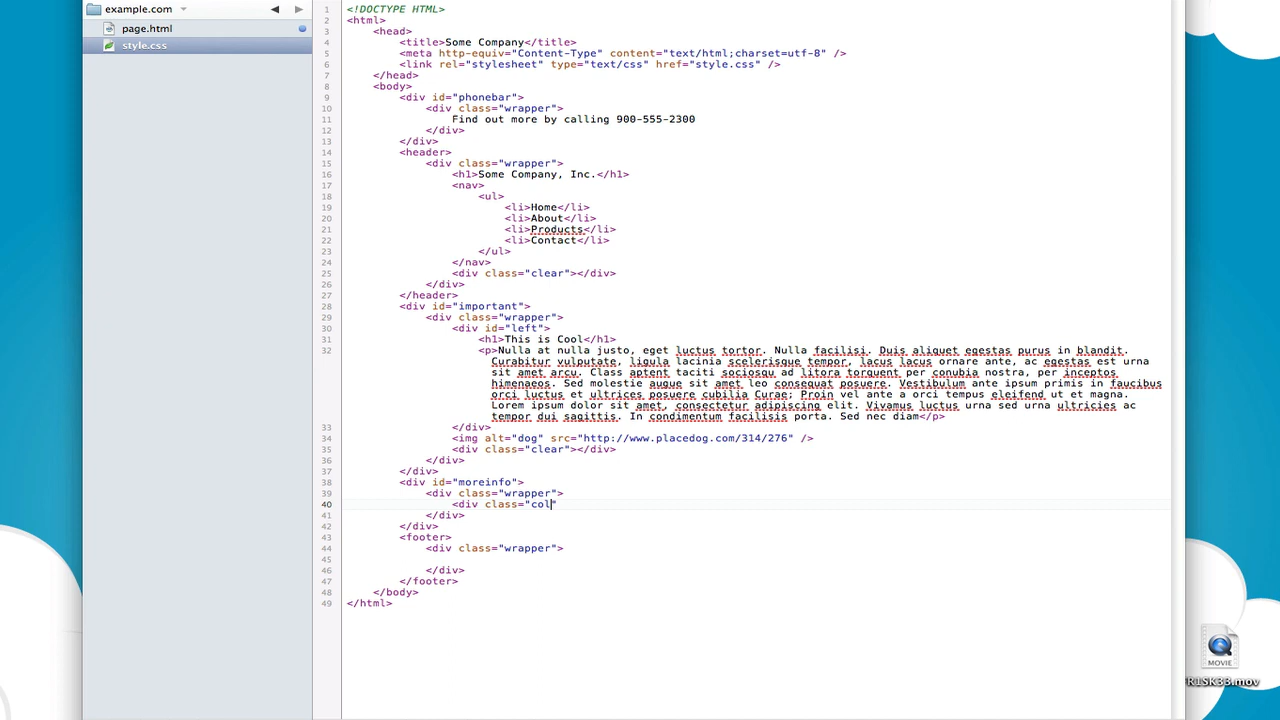 example.com
page.html
style.css
1 <!DOCTYPE HTML>
2 <html>
3 <head>
4 <title>Some Company</title>
5 <meta http-equiv="Content-Type" content="text/html;charset=utf-8" />
6 <link rel="stylesheet" type="text/css" href="style.css" />
7 </head>
8 <body>
9 <div id="phonebar">
10 <div class="wrapper">
11 Find out more by calling 900-555-2300
12 </div>
13 </div>
14 <header>
15 <div class="wrapper">
16 <h1>Some Company, Inc.</h1>
17 <nav>
18 <ul>
19 <li>Home</li>
20 <li>About</li>
21 <li>Products</li>
22 <li>Contact</li>
23 </ul>
24 </nav>
25 <div class="clear"></div>
26 </div>
27 </header>
28 <div id="important">
29 <div class="wrapper">
30 <div id="left">
31 <h1>This is Cool</h1>
32 <p>Nulla at nulla justo, eget luctus tortor. Nulla facilisi. Duis aliquet egestas purus in blandit.
Curabitur vulputate, ligula lacinia scelerisque tempor, lacus lacus ornare ante, ac egestas est urna
sit amet arcu. Class aptent taciti sociosqu ad litora torquent per conubia nostra, per inceptos
himenaeos. Sed molestie augue sit amet leo consequat posuere. Vestibulum ante ipsum primis in faucibus
orci luctus et ultrices posuere cubilia Curae; Proin vel ante a orci tempus eleifend ut et magna.
Lorem ipsum dolor sit amet, consectetur adipiscing elit. Vivamus luctus urna sed urna ultricies ac
tempor dui sagittis. In condimentum facilisis porta. Sed nec diam</p>
33 </div>
34 <img alt="dog" src="http://www.placedog.com/314/276" />
35 <div class="clear"></div>
36 </div>
37 </div>
38 <div id="moreinfo">
39 <div class="wrapper">
40 <div class="col"
41 </div>
42 </div>
43 <footer>
44 <div class="wrapper">
45
46 </div>
47 </footer>
48 </body>
49 </html>
MOVIE
R1SK33.mov